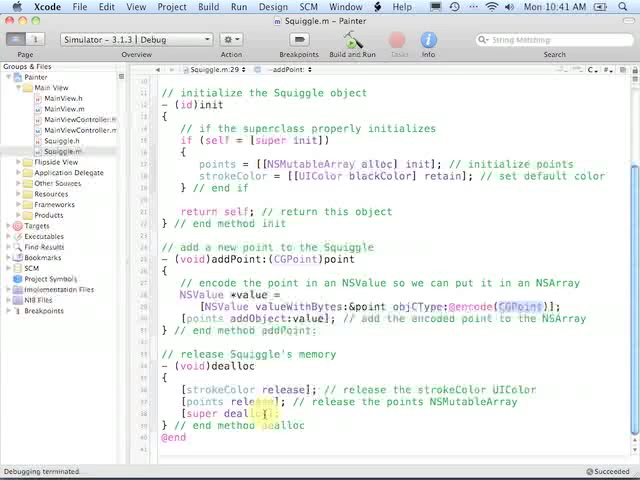 Xcode File Edit View Project Build Run Design SCM Window Help Mon 10:41 AM
Squiggle.m - Painter
Simulator - 3.1.3 | Debug
String Matching
Page Overview Action Breakpoints Build and Run Tasks Info Search
Groups & Files
Squiggle.m:29 -addPoint:
Painter
Main View
MainView.h
MainView.m
MainViewController.h
MainViewController.m
Squiggle.h
Squiggle.m
Flipside View
Application Delegate
Other Sources
Resources
Frameworks
Products
Targets
Executables
Find Results
Bookmarks
SCM
Project Symbols
Implementation Files
NIB Files
Breakpoints
// initialize the Squiggle object
- (id)init
{
// if the superclass properly initializes
if (self = [super init])
{
points = [[NSMutableArray alloc] init]; // initialize points
strokeColor = [[UIColor blackColor] retain]; // set default color
} // end if
return self; // return this object
} // end method init
// add a new point to the Squiggle
- (void)addPoint:(CGPoint)point
{
// encode the point in an NSValue so we can put it in an NSArray
NSValue *value =
[NSValue valueWithBytes:&point objCType:@encode(CGPoint)];
[points addObject:value]; // add the encoded point to the NSArray
} // end method addPoint:
// release Squiggle's memory
- (void)dealloc
{
[strokeColor release]; // release the strokeColor UIColor
[points release]; // release the points NSMutableArray
[super dealloc];
} // end method dealloc
@end
Debugging terminated.
Succeeded